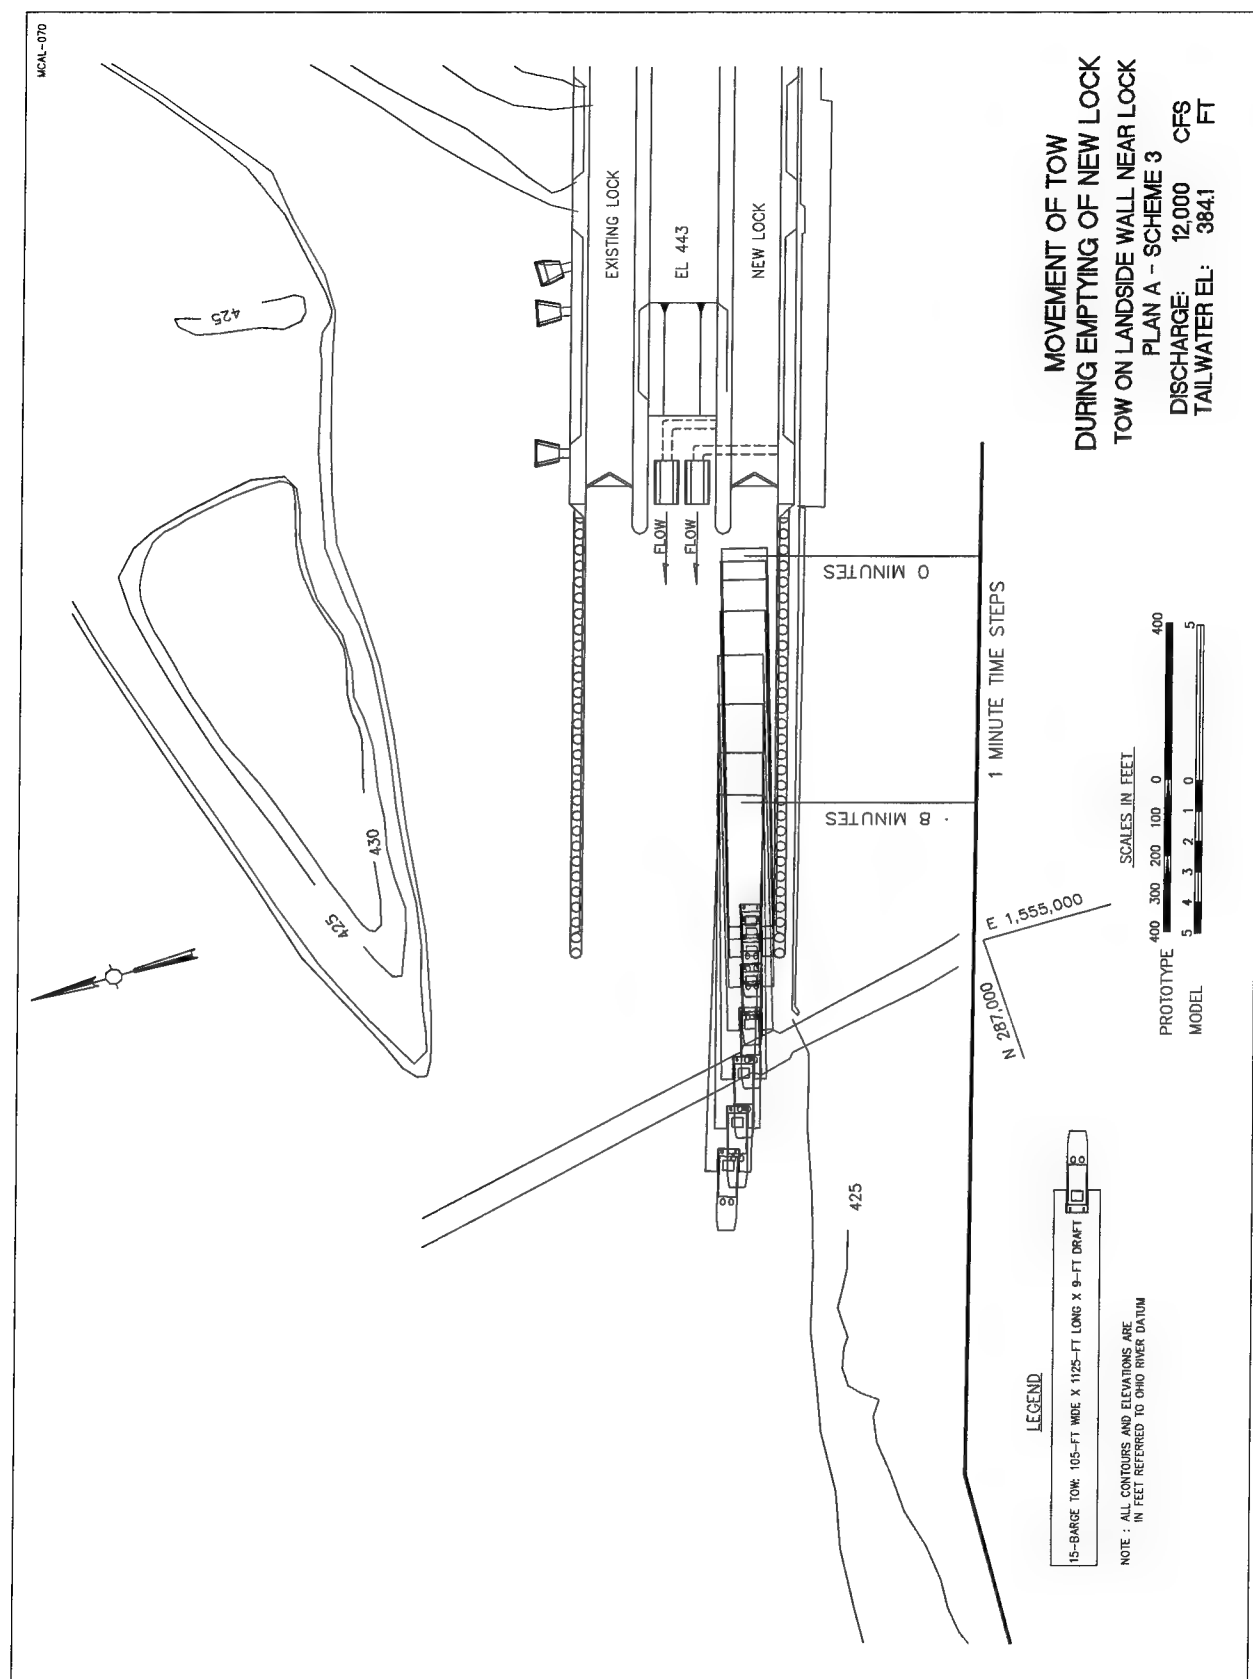 MCAL-070
425
EXISTING LOCK
EL 443
NEW LOCK
FLOW
FLOW
430
425
0 MINUTES
8 MINUTES
1 MINUTE TIME STEPS
E 1,555,000
N 287,000
425
MOVEMENT OF TOW
DURING EMPTYING OF NEW LOCK
TOW ON LANDSIDE WALL NEAR LOCK
PLAN A - SCHEME 3
DISCHARGE: 12,000 CFS
TAILWATER EL: 384.1 FT
SCALES IN FEET
PROTOTYPE 400 300 200 100 0 400
MODEL 5 4 3 2 1 0 5
LEGEND
15-BARGE TOW: 105-FT WIDE X 1125-FT LONG X 9-FT DRAFT
NOTE : ALL CONTOURS AND ELEVATIONS ARE
IN FEET REFERRED TO OHIO RIVER DATUM